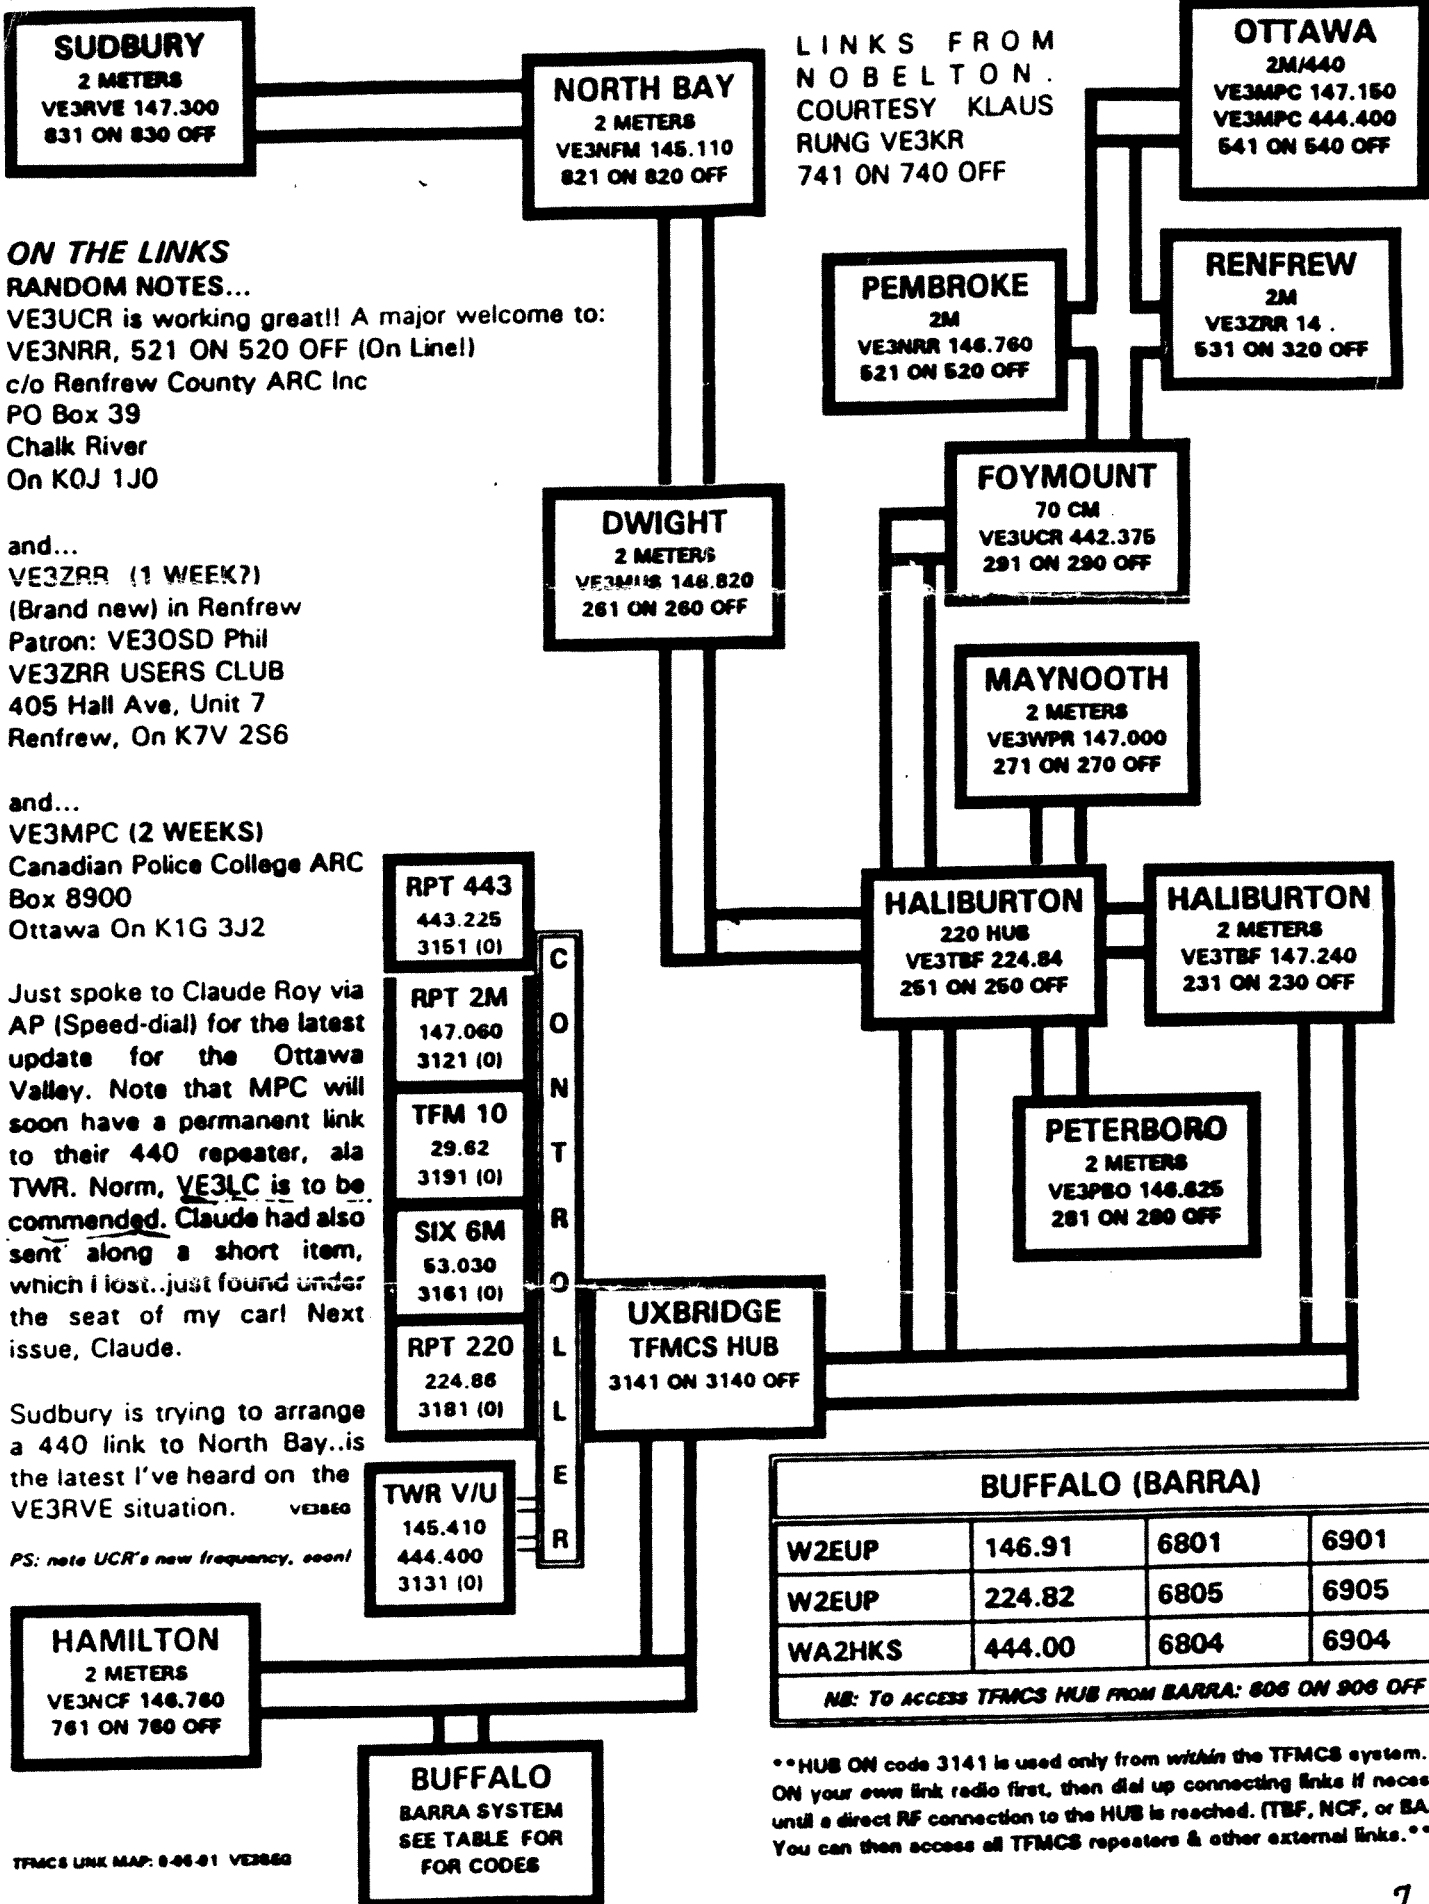 SUDBURY
2 METERS
VE3RVE 147.300
831 ON 830 OFF
NORTH BAY
2 METERS
VE3NFM 145.110
821 ON 820 OFF
LINKS FROM
NOBELTON.
COURTESY KLAUS
RUNG VE3KR
741 ON 740 OFF
OTTAWA
2M/440
VE3MPC 147.150
VE3MPC 444.400
541 ON 540 OFF
ON THE LINKS
RANDOM NOTES...
VE3UCR is working great!! A major welcome to:
VE3NRR, 521 ON 520 OFF (On Line!)
c/o Renfrew County ARC Inc
PO Box 39
Chalk River
On K0J 1J0
PEMBROKE
2M
VE3NRR 146.760
521 ON 520 OFF
RENFREW
2M
VE3ZRR 14 .
531 ON 320 OFF
FOYMOUNT
70 CM
VE3UCR 442.375
291 ON 290 OFF
DWIGHT
2 METERS
VE3MUS 146.820
261 ON 260 OFF
and...
VE3ZRR (1 WEEK?)
(Brand new) in Renfrew
Patron: VE3OSD Phil
VE3ZRR USERS CLUB
405 Hall Ave, Unit 7
Renfrew, On K7V 2S6
MAYNOOTH
2 METERS
VE3WPR 147.000
271 ON 270 OFF
and...
VE3MPC (2 WEEKS)
Canadian Police College ARC
Box 8900
Ottawa On K1G 3J2
HALIBURTON
220 HUB
VE3TBF 224.84
251 ON 250 OFF
HALIBURTON
2 METERS
VE3TBF 147.240
231 ON 230 OFF
Just spoke to Claude Roy via
AP (Speed-dial) for the latest
update for the Ottawa
Valley. Note that MPC will
soon have a permanent link
to their 440 repeater, ala
TWR. Norm, VE3LC is to be
commended. Claude had also
sent along a short item,
which I lost..just found under
the seat of my car! Next
issue, Claude.
Sudbury is trying to arrange
a 440 link to North Bay..is
the latest I've heard on the
VE3RVE situation. VE3SEG
PS: note UCR's new frequency, soon!
RPT 443
443.225
3151 (0)
RPT 2M
147.060
3121 (0)
TFM 10
29.62
3191 (0)
SIX 6M
53.030
3161 (0)
RPT 220
224.86
3181 (0)
TWR V/U
145.410
444.400
3131 (0)
CONTROLLER
PETERBORO
2 METERS
VE3PBO 146.625
281 ON 280 OFF
UXBRIDGE
TFMCS HUB
3141 ON 3140 OFF
HAMILTON
2 METERS
VE3NCF 146.760
761 ON 760 OFF
BUFFALO
BARRA SYSTEM
SEE TABLE FOR
FOR CODES
BUFFALO (BARRA)
W2EUP 146.91 6801 6901
W2EUP 224.82 6805 6905
WA2HKS 444.00 6804 6904
NB: TO ACCESS TFMCS HUB FROM BARRA: 806 ON 906 OFF
**HUB ON code 3141 is used only from within the TFMCS system.
ON your own link radio first, then dial up connecting links if neces
until a direct RF connection to the HUB is reached. (TBF, NCF, or BA
You can then access all TFMCS repeaters & other external links.**
TFMCS LINK MAP: VE3SEG
7